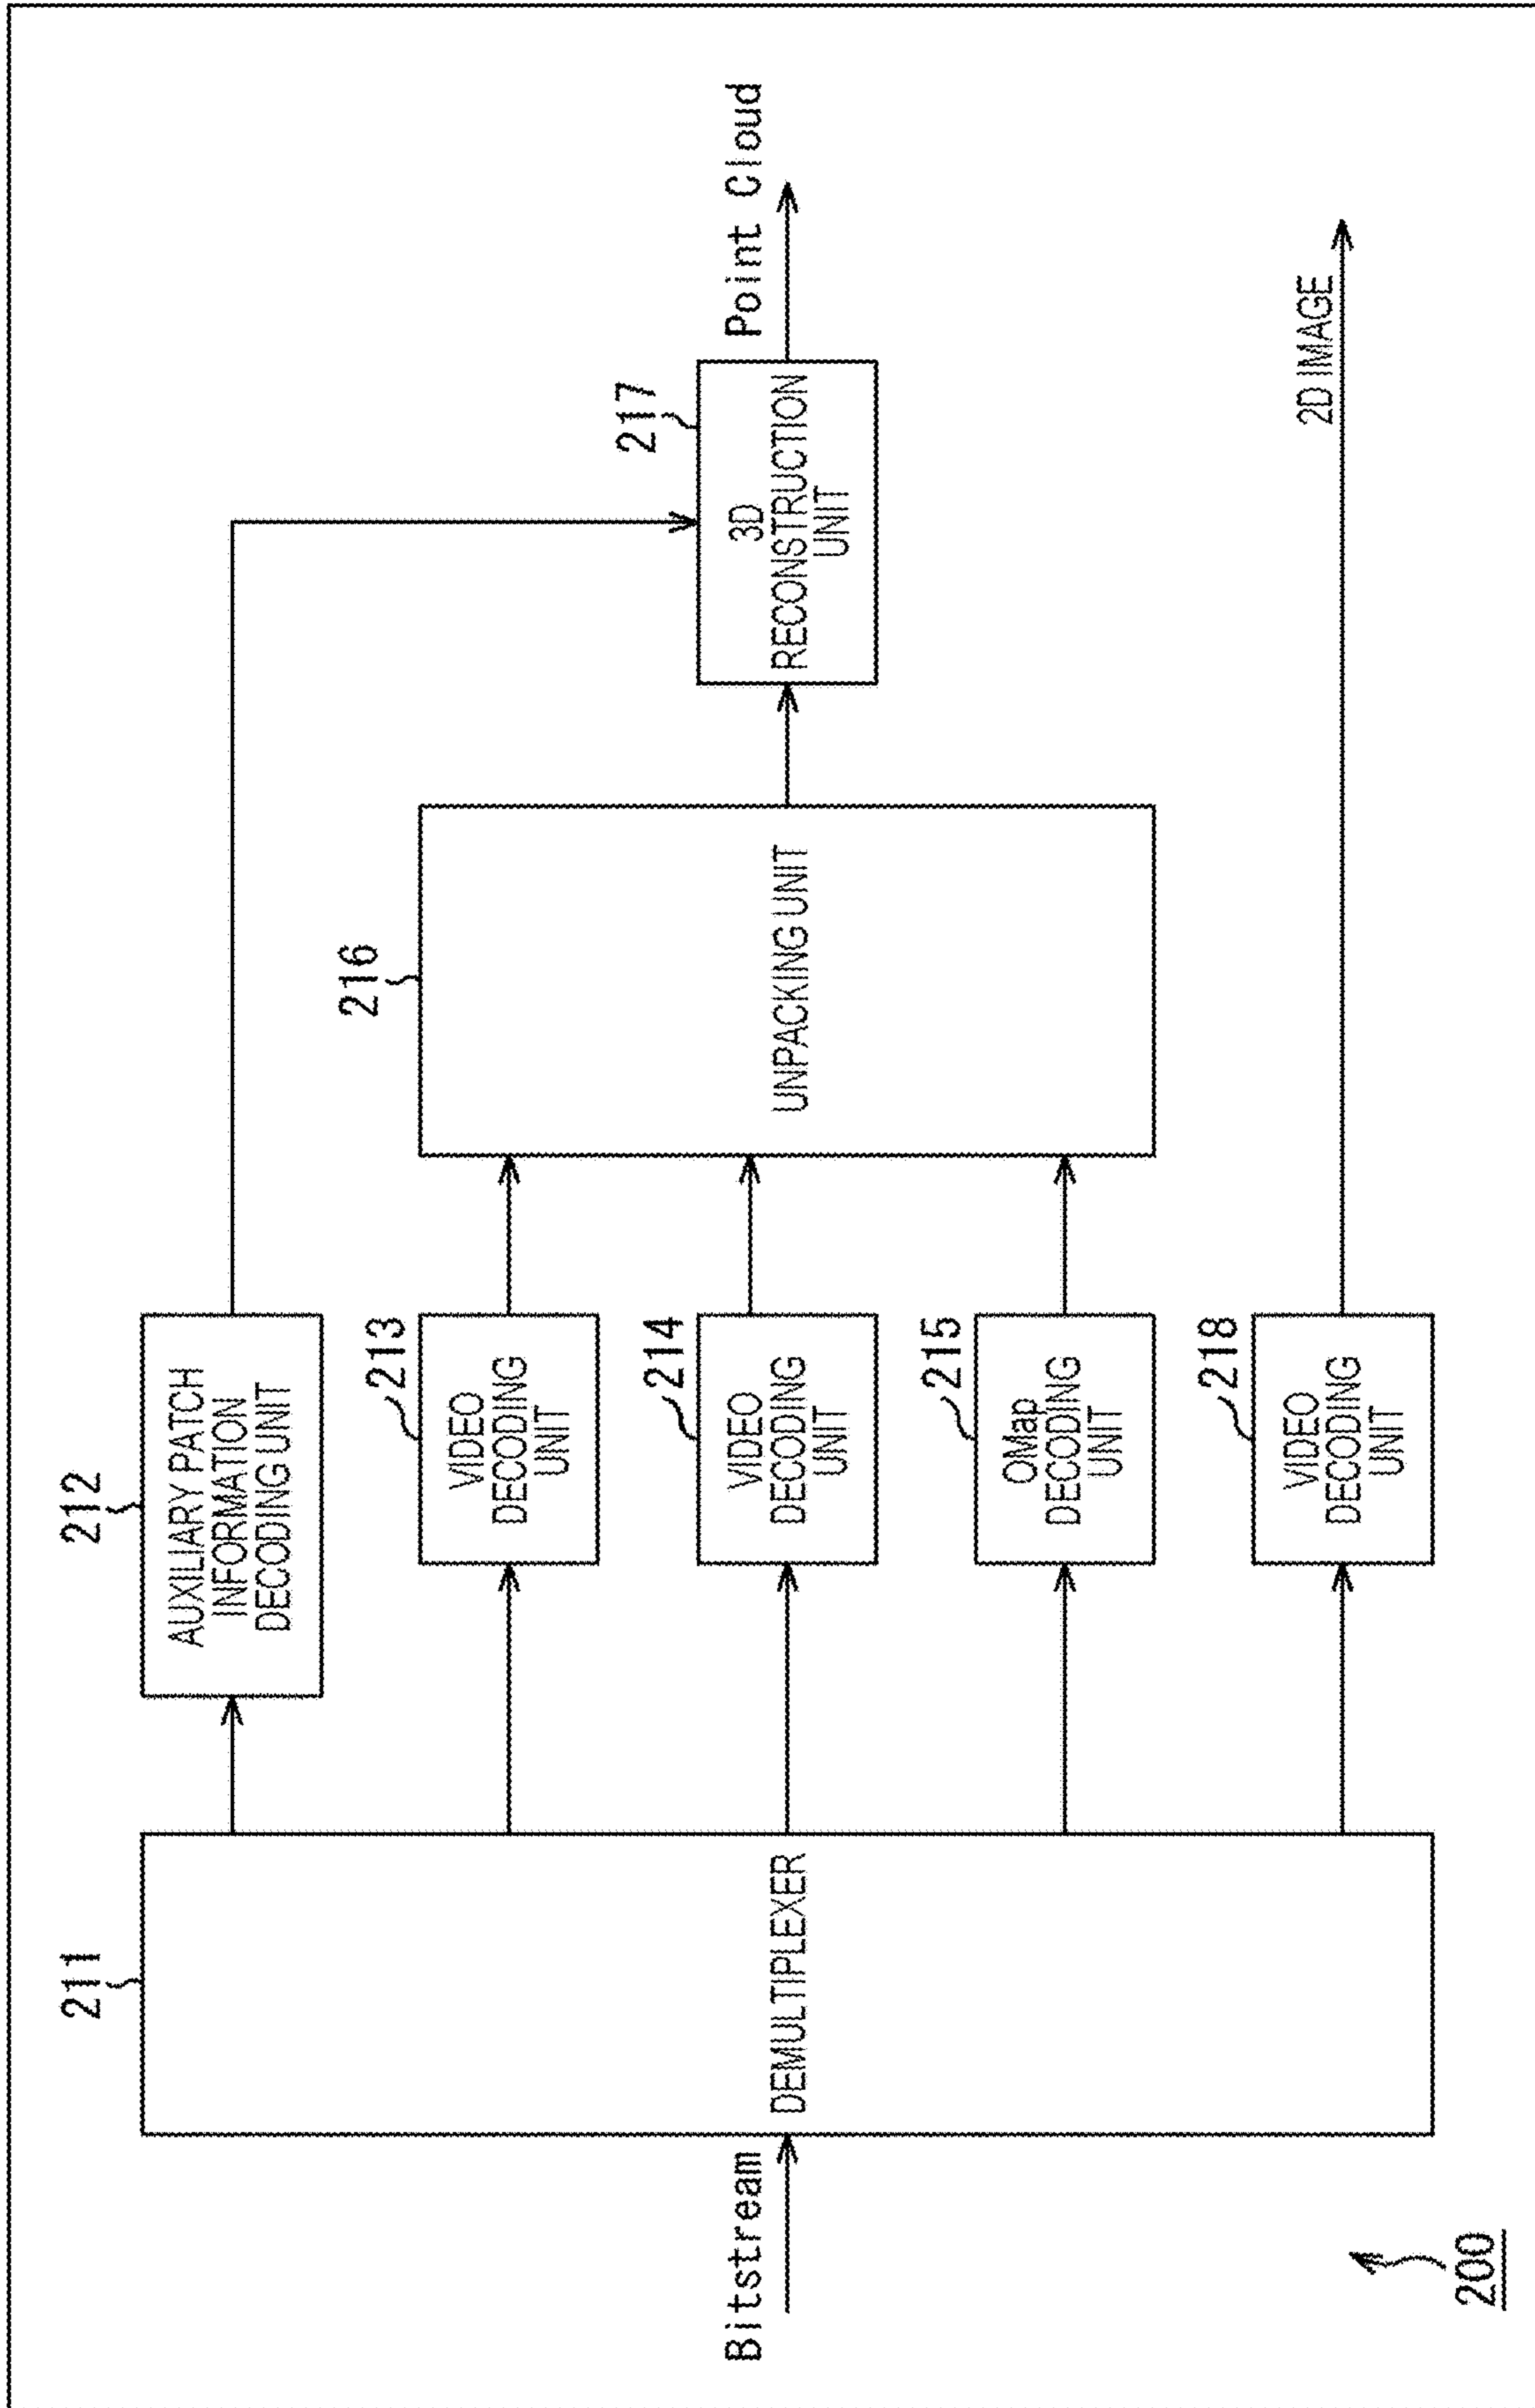 Bitstream
211
DEMULTIPLEXER
212
AUXILIARY PATCH
INFORMATION
DECODING UNIT
213
VIDEO
DECODING
UNIT
214
VIDEO
DECODING
UNIT
215
OMap
DECODING
UNIT
218
VIDEO
DECODING
UNIT
216
UNPACKING UNIT
217
3D
RECONSTRUCTION
UNIT
Point Cloud
2D IMAGE
200